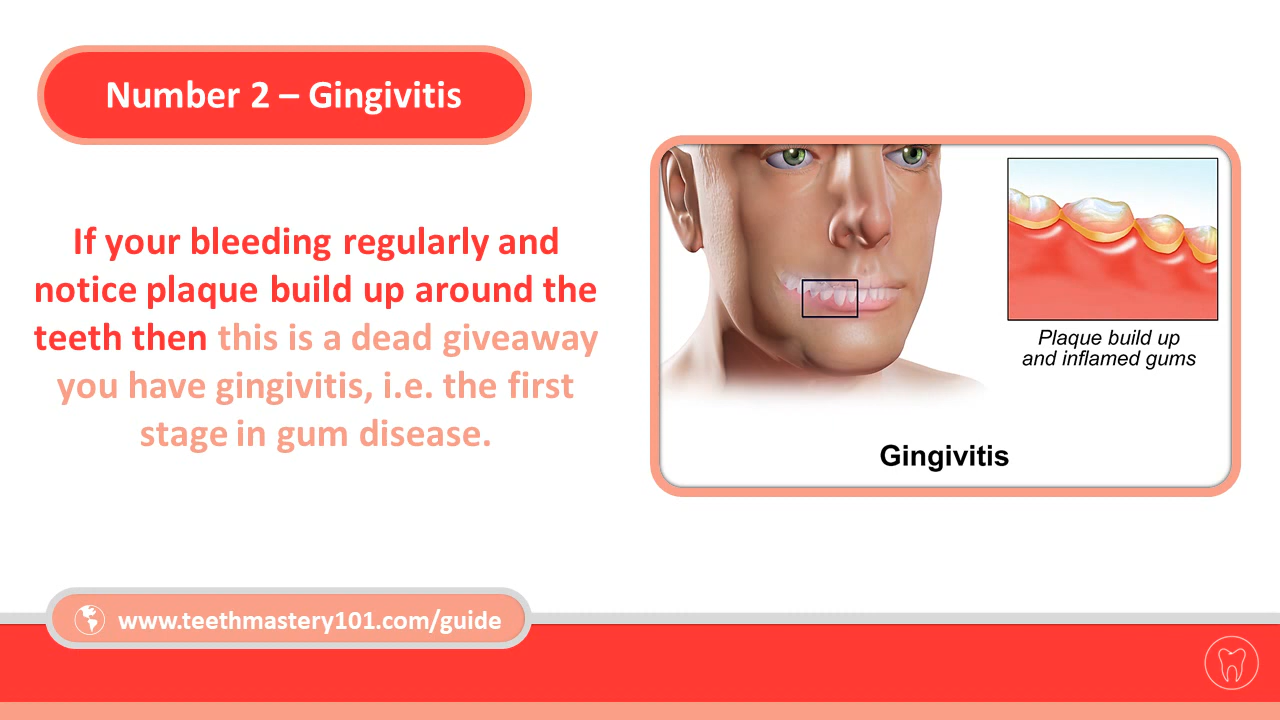 Number 2 – Gingivitis
If your bleeding regularly and
notice plaque build up around the
teeth then this is a dead giveaway
you have gingivitis, i.e. the first
stage in gum disease.
Plaque build up
and inflamed gums
Gingivitis
www.teethmastery101.com/guide